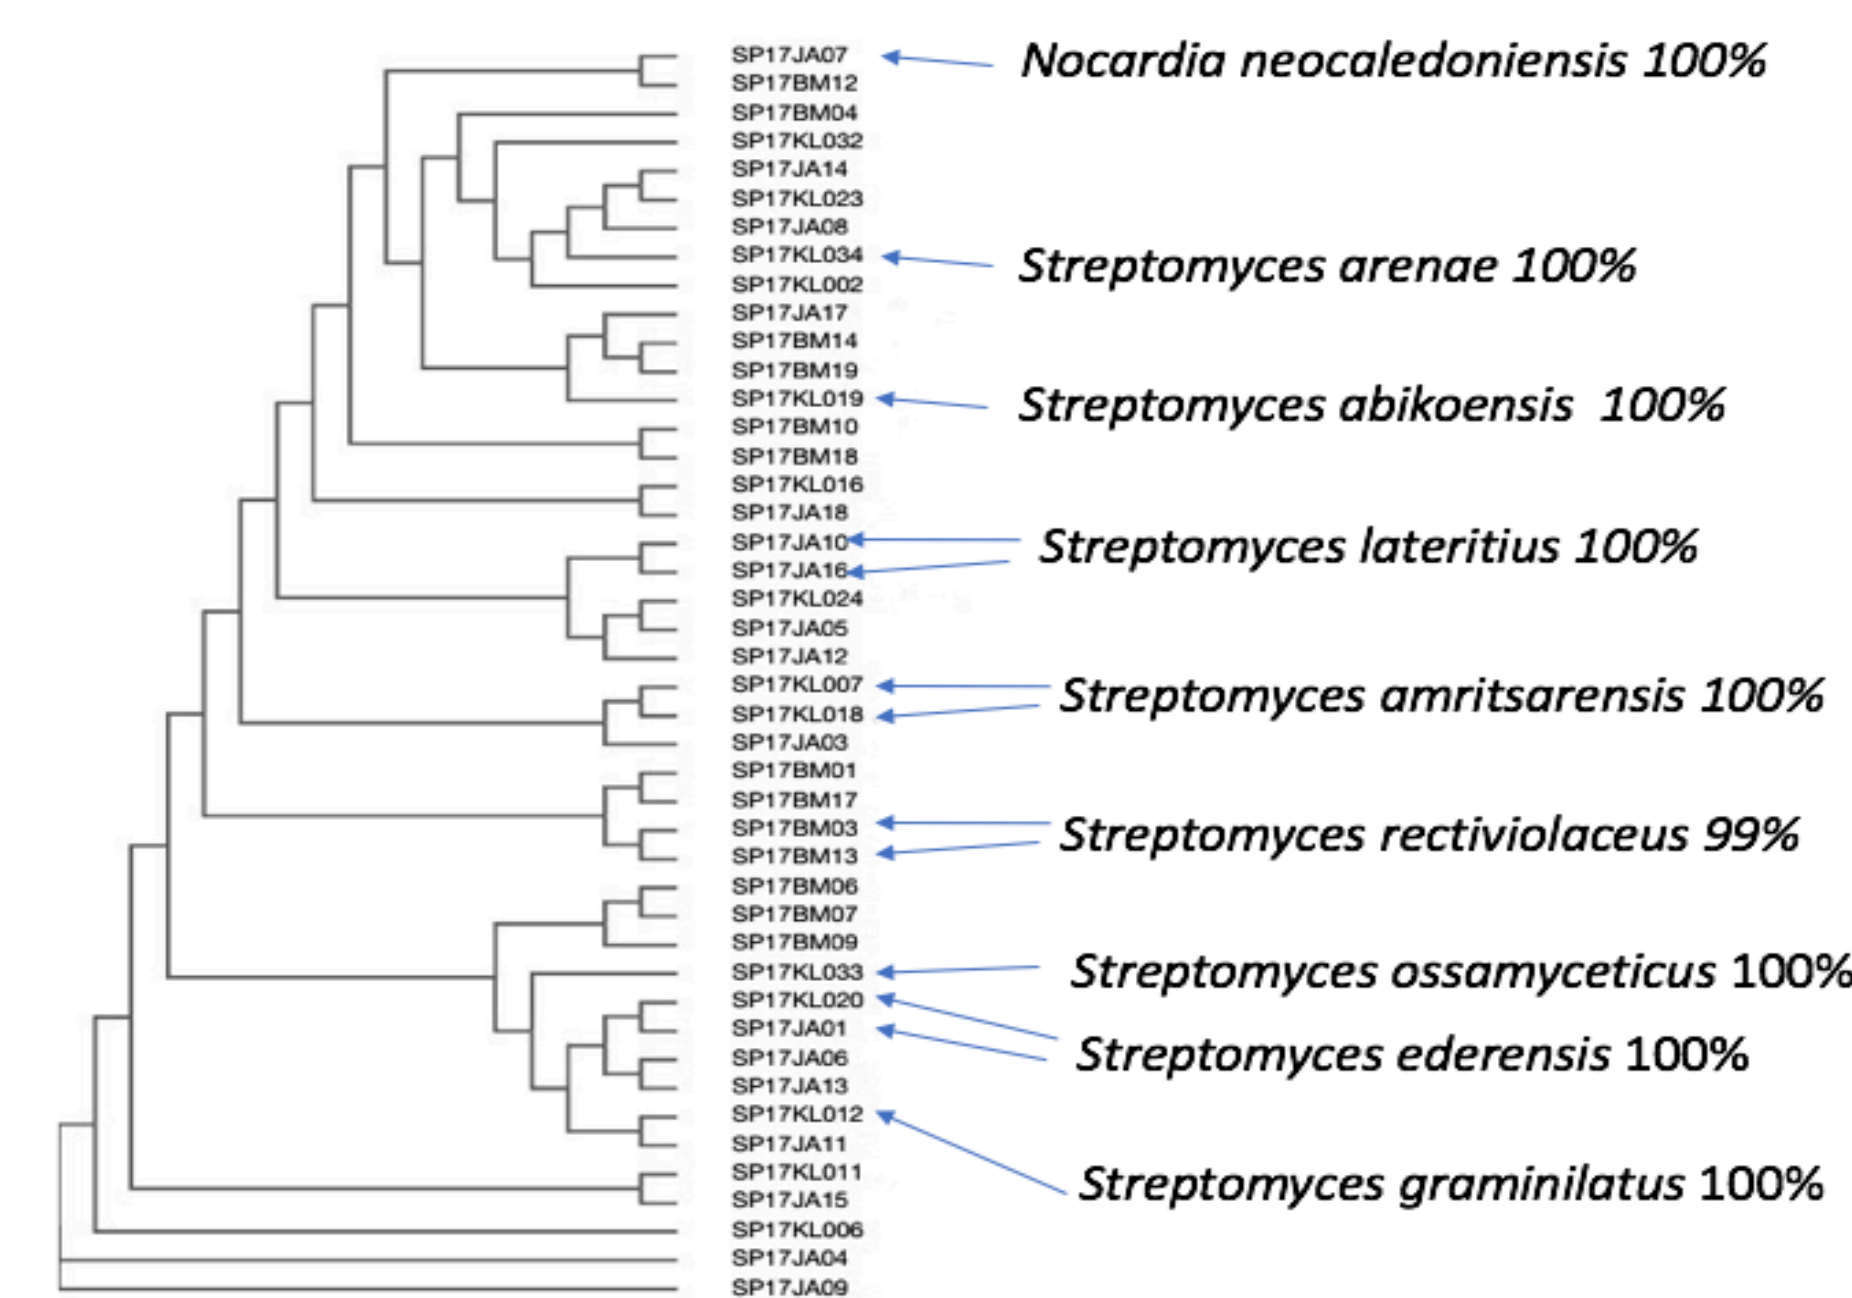 SP17JA07 Nocardia neocaledoniensis 100%
SP17BM12
SP17BM04
SP17KL032
SP17JA14
SP17KL023
SP17JA08
SP17KL034 Streptomyces arenae 100%
SP17KL002
SP17JA17
SP17BM14
SP17BM19
SP17KL019 Streptomyces abikoensis 100%
SP17BM10
SP17BM18
SP17KL016
SP17JA18
SP17JA10 Streptomyces lateritius 100%
SP17JA16
SP17KL024
SP17JA05
SP17JA12
SP17KL007 Streptomyces amritsarensis 100%
SP17KL018
SP17JA03
SP17BM01
SP17BM17
SP17BM03 Streptomyces rectiviolaceus 99%
SP17BM13
SP17BM06
SP17BM07
SP17BM09
SP17KL033 Streptomyces ossamyceticus 100%
SP17KL020
SP17JA01 Streptomyces ederensis 100%
SP17JA06
SP17JA13
SP17KL012
SP17JA11
SP17KL011 Streptomyces graminilatus 100%
SP17JA15
SP17KL006
SP17JA04
SP17JA09